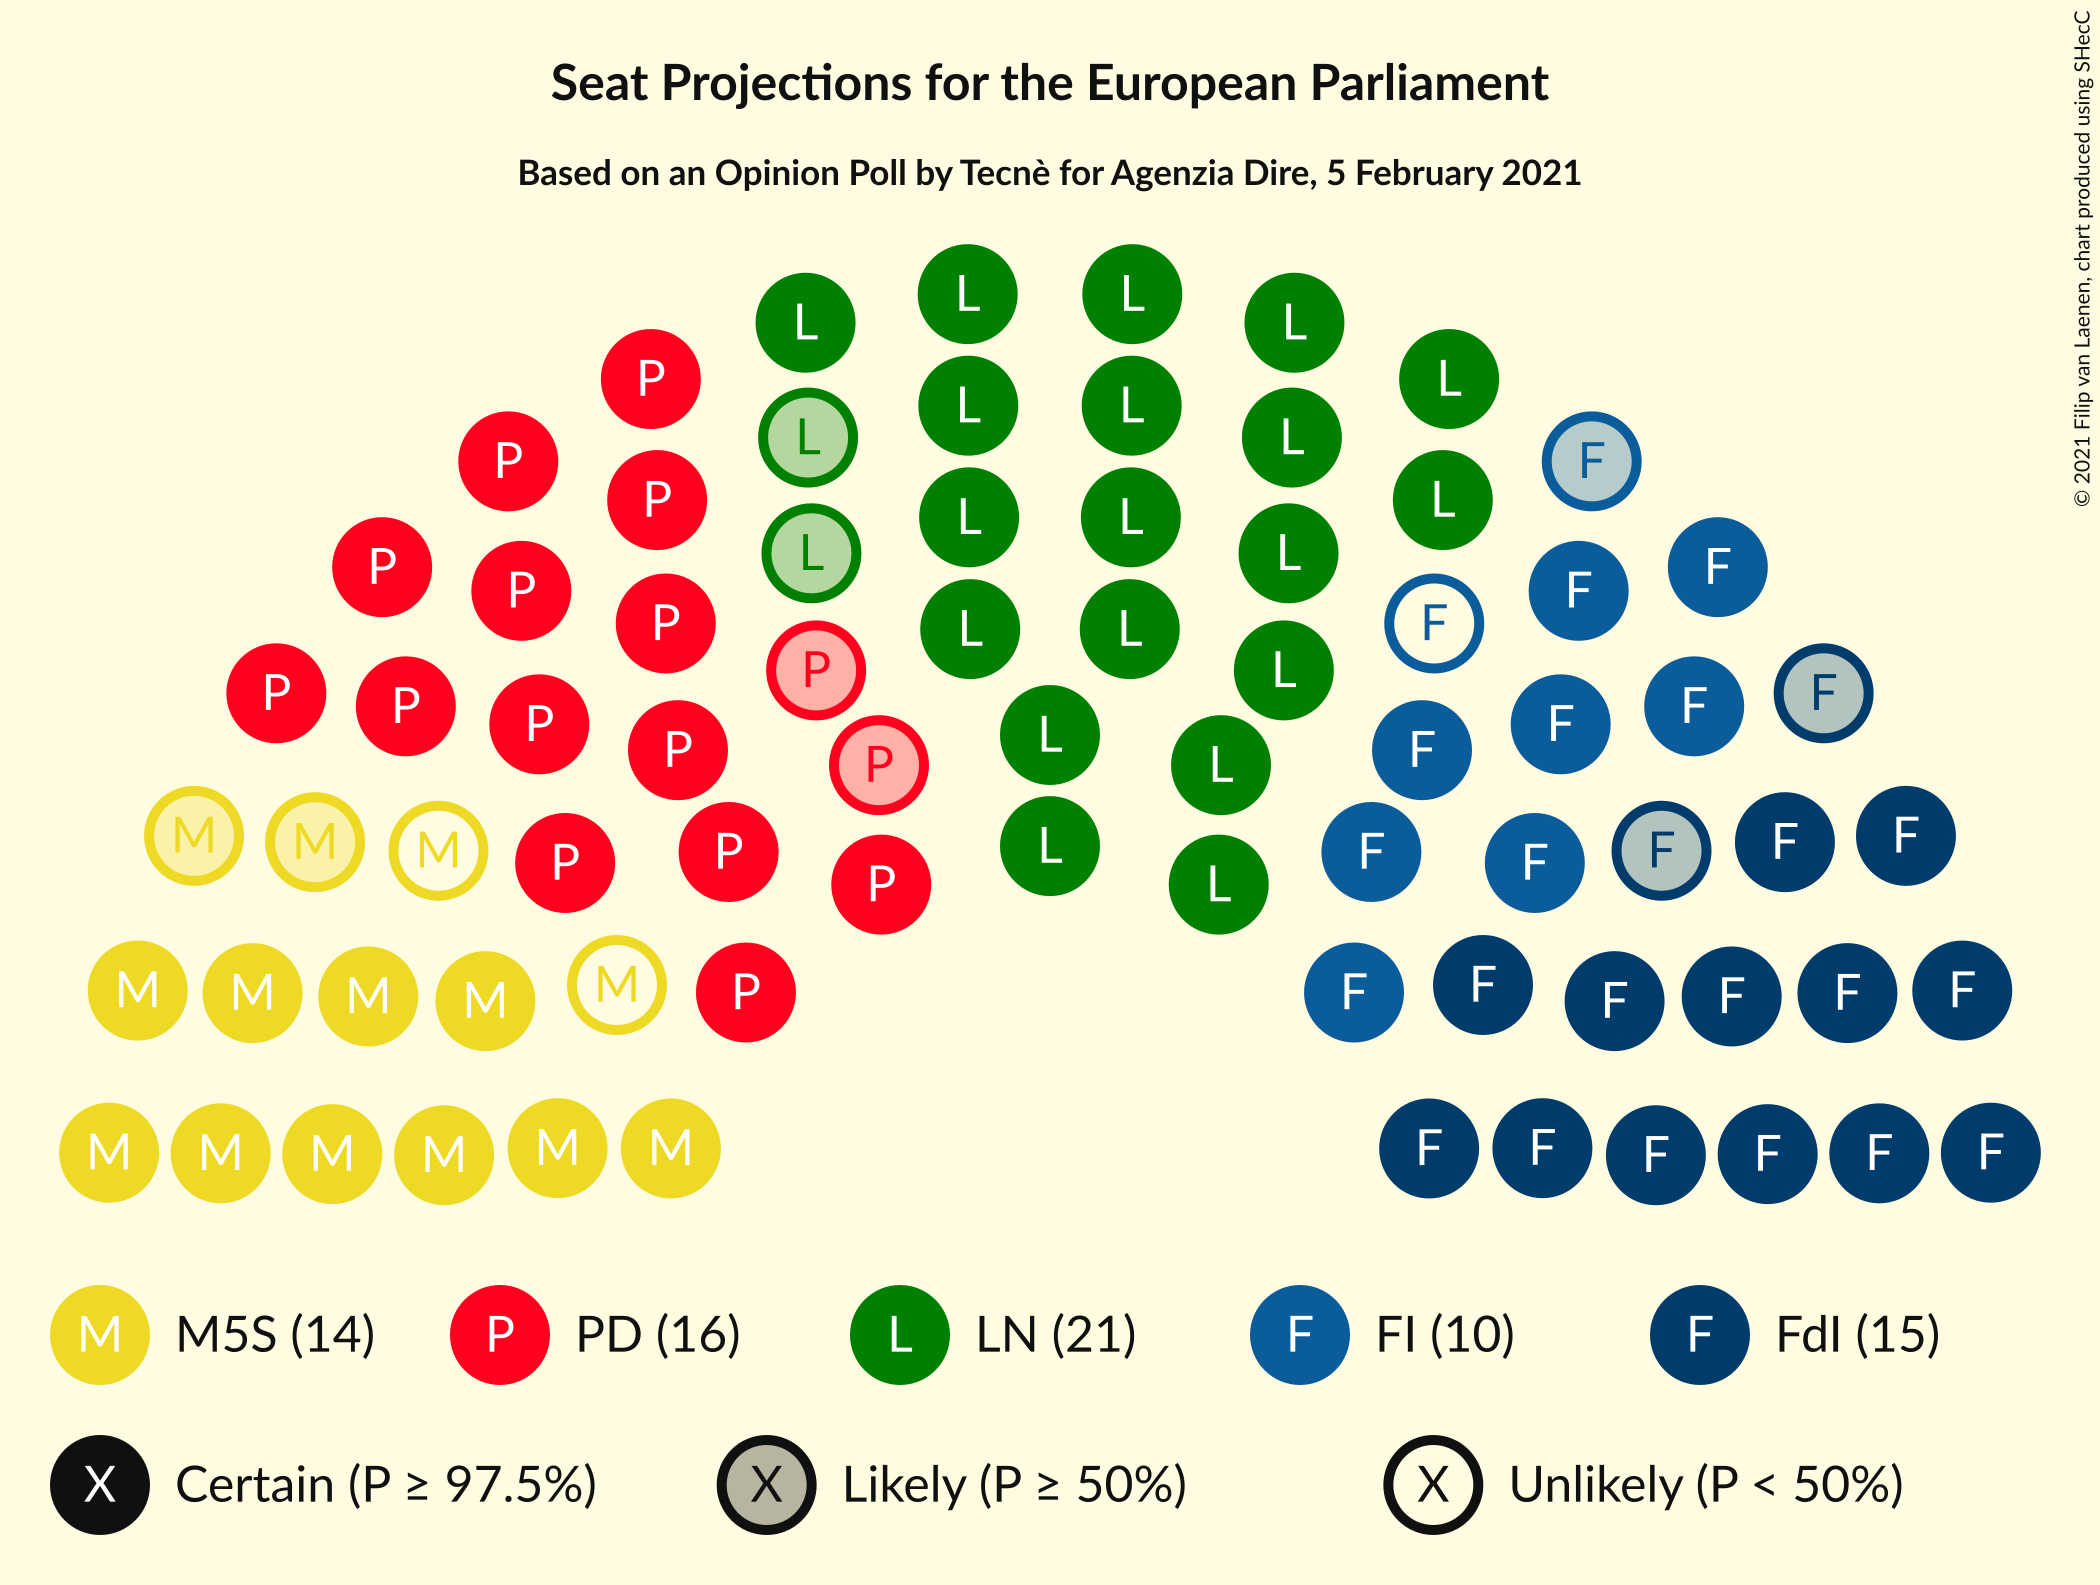 Seat Projections for the European Parliament
Based on an Opinion Poll by Tecnè for Agenzia Dire, 5 February 2021
© 2021 Filip van Laenen, chart produced using SHecC
L L
L L
P L
L L
L L
P F
P L L F
L L
P L
P F F
P P F
L L
P L
P F
P P F F
P L
P F
P L
M M M P P L F F F F F
P L
M M M M M P F F F F F F
M M M M M M F F F F F F
M M5S (14) P PD (16) L LN (21) F FI (10) F FdI (15)
X Certain (P ≥ 97.5%) X Likely (P ≥ 50%) X Unlikely (P < 50%)